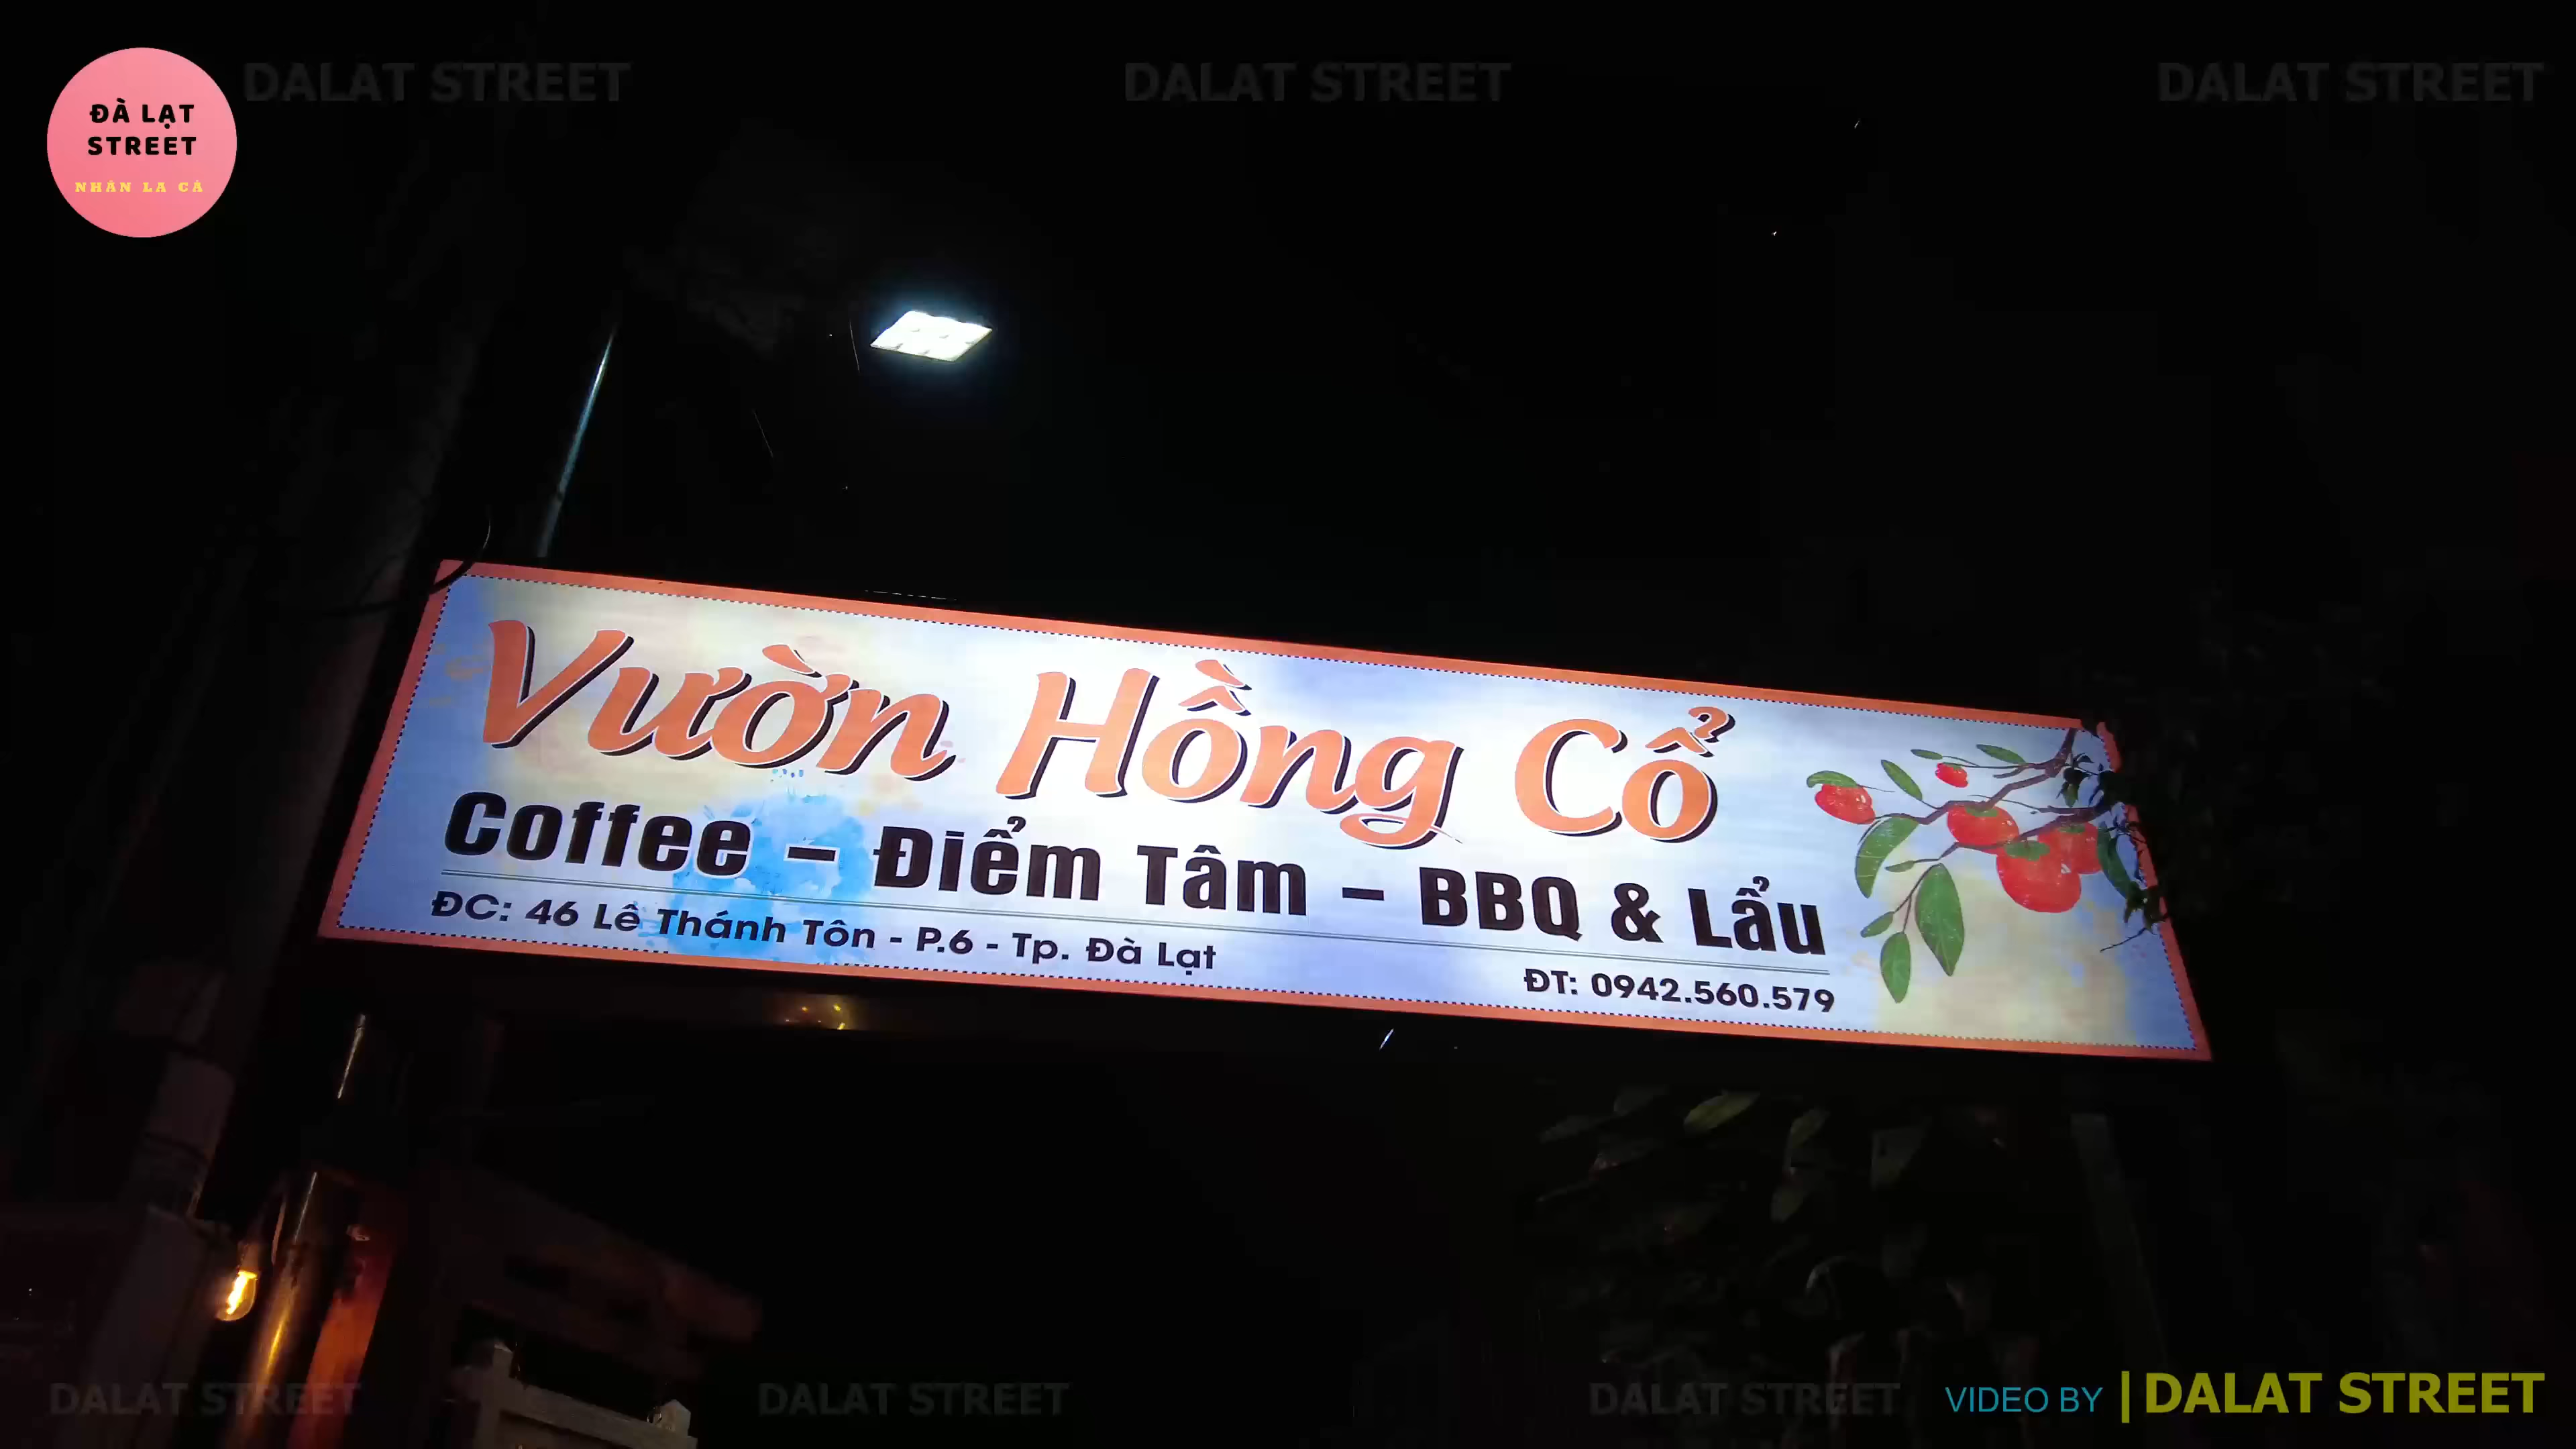 DALAT STREET DALAT STREET DALAT STREET
ĐÀ LẠT
STREET
NHÂN LA CÀ
Vườn Hồng Cổ
Coffee – Điểm Tâm – BBQ & Lẩu
ĐC: 46 Lê Thánh Tôn - P.6 - Tp. Đà Lạt
ĐT: 0942.560.579
DALAT STREET DALAT STREET DALAT STREET
VIDEO BY | DALAT STREET